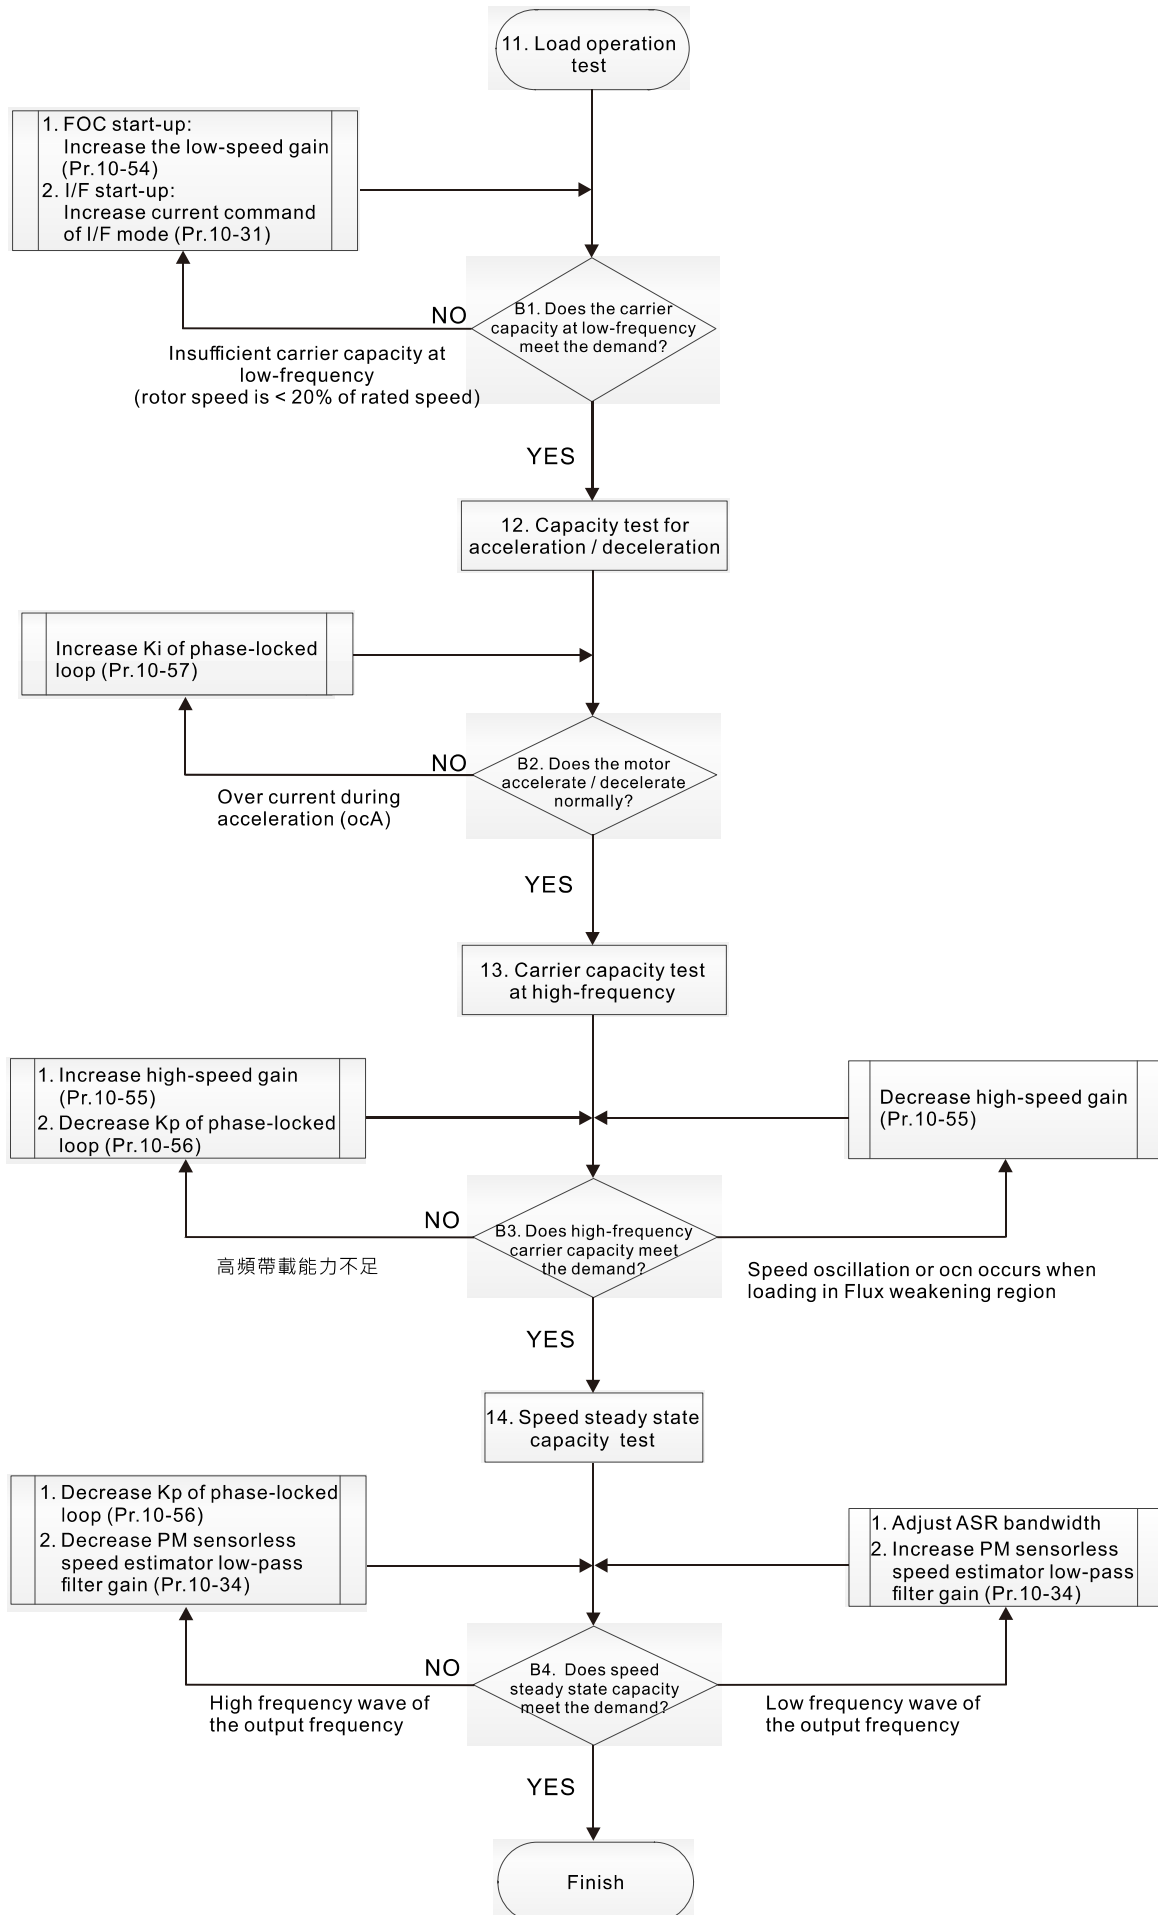 11. Load operation
test
1. FOC start-up:
Increase the low-speed gain
(Pr.10-54)
2. I/F start-up:
Increase current command
of I/F mode (Pr.10-31)
NO
B1. Does the carrier
capacity at low-frequency
meet the demand?
Insufficient carrier capacity at
low-frequency
(rotor speed is < 20% of rated speed)
YES
12. Capacity test for
acceleration / deceleration
Increase Ki of phase-locked
loop (Pr.10-57)
NO
B2. Does the motor
accelerate / decelerate
normally?
Over current during
acceleration (ocA)
YES
13. Carrier capacity test
at high-frequency
1. Increase high-speed gain
(Pr.10-55)
2. Decrease Kp of phase-locked
loop (Pr.10-56)
Decrease high-speed gain
(Pr.10-55)
NO
B3. Does high-frequency
carrier capacity meet
the demand?
高頻帶載能力不足
Speed oscillation or ocn occurs when
loading in Flux weakening region
YES
14. Speed steady state
capacity test
1. Decrease Kp of phase-locked
loop (Pr.10-56)
2. Decrease PM sensorless
speed estimator low-pass
filter gain (Pr.10-34)
1. Adjust ASR bandwidth
2. Increase PM sensorless
speed estimator low-pass
filter gain (Pr.10-34)
NO
B4. Does speed
steady state capacity
meet the demand?
High frequency wave of
the output frequency
Low frequency wave of
the output frequency
YES
Finish